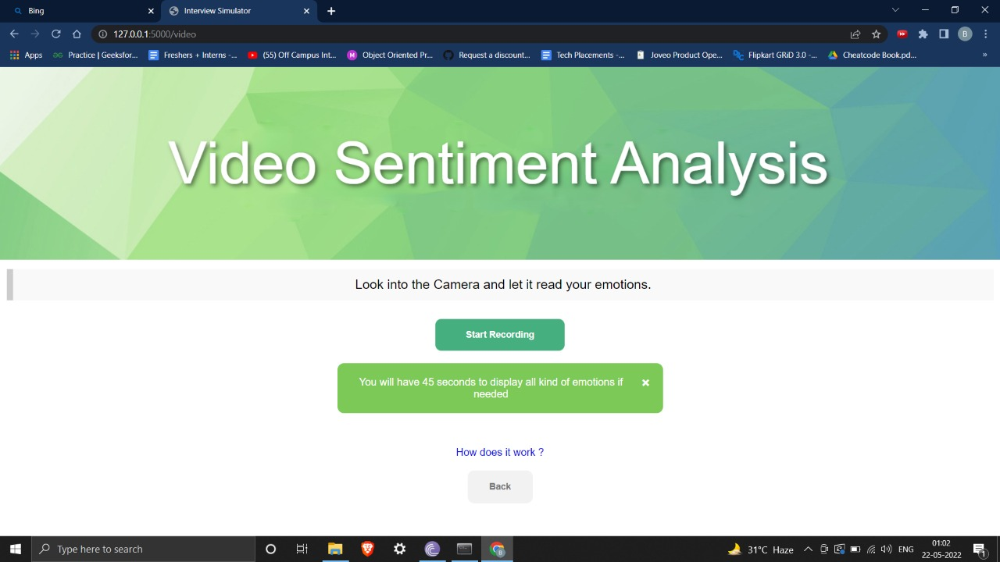 Bing
Interview Simulator
127.0.0.1:5000/video
B
Apps
Practice | Geeksfor...
Freshers + Interns -...
(55) Off Campus Int...
M
Object Oriented Pr...
Request a discount...
Tech Placements -...
Joveo Product Ope...
Flipkart GRiD 3.0 -...
Cheatcode Book.pd...
»
Video Sentiment Analysis
Look into the Camera and let it read your emotions.
Start Recording
You will have 45 seconds to display all kind of emotions if
needed
How does it work ?
Back
Type here to search
31°C Haze
ENG
01:02
22-05-2022
1